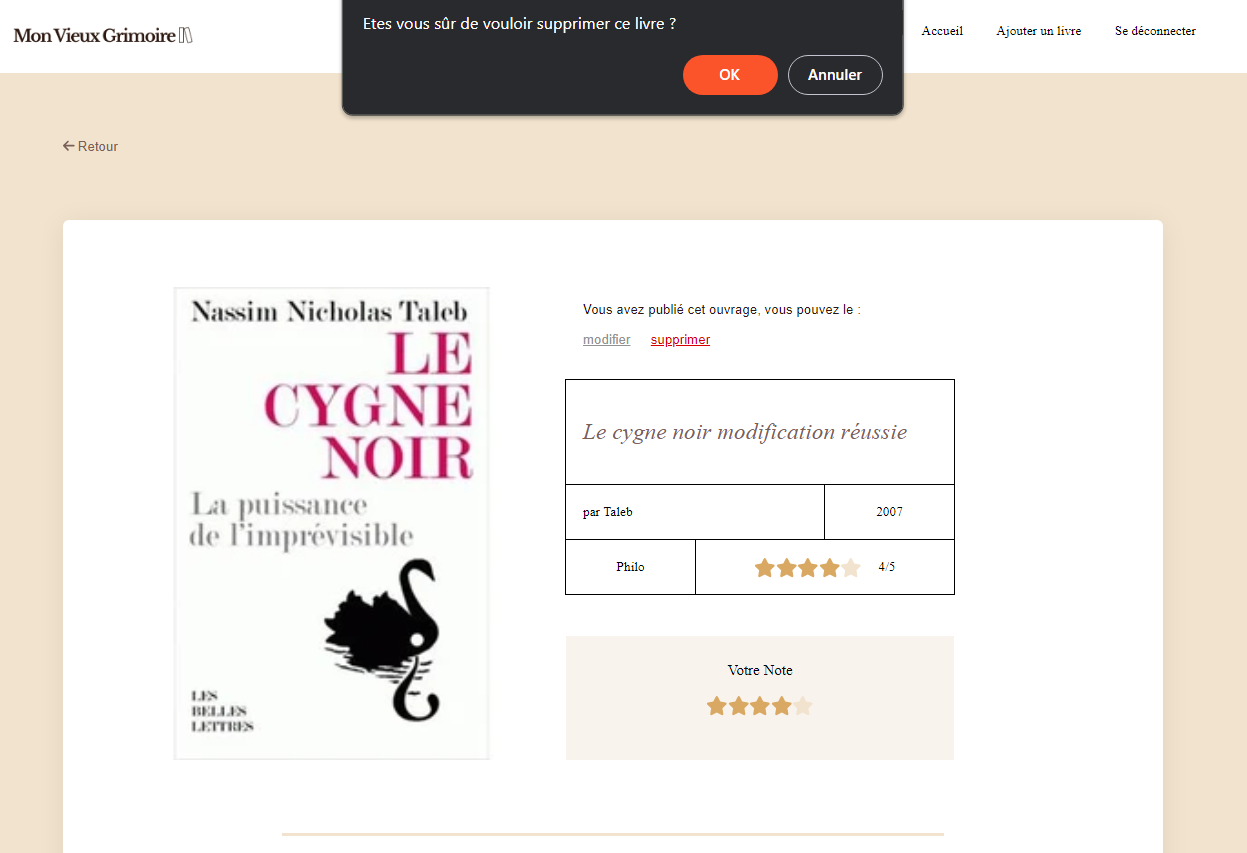 Mon Vieux Grimoire
Etes vous sûr de vouloir supprimer ce livre ?
OK
Annuler
Accueil
Ajouter un livre
Se déconnecter
Retour
Nassim Nicholas Taleb
LE
CYGNE
NOIR
La puissance
de l'imprévisible
LES
BELLES
LETTRES
Vous avez publié cet ouvrage, vous pouvez le :
modifier supprimer
Le cygne noir modification réussie
par Taleb
2007
Philo
4/5
Votre Note